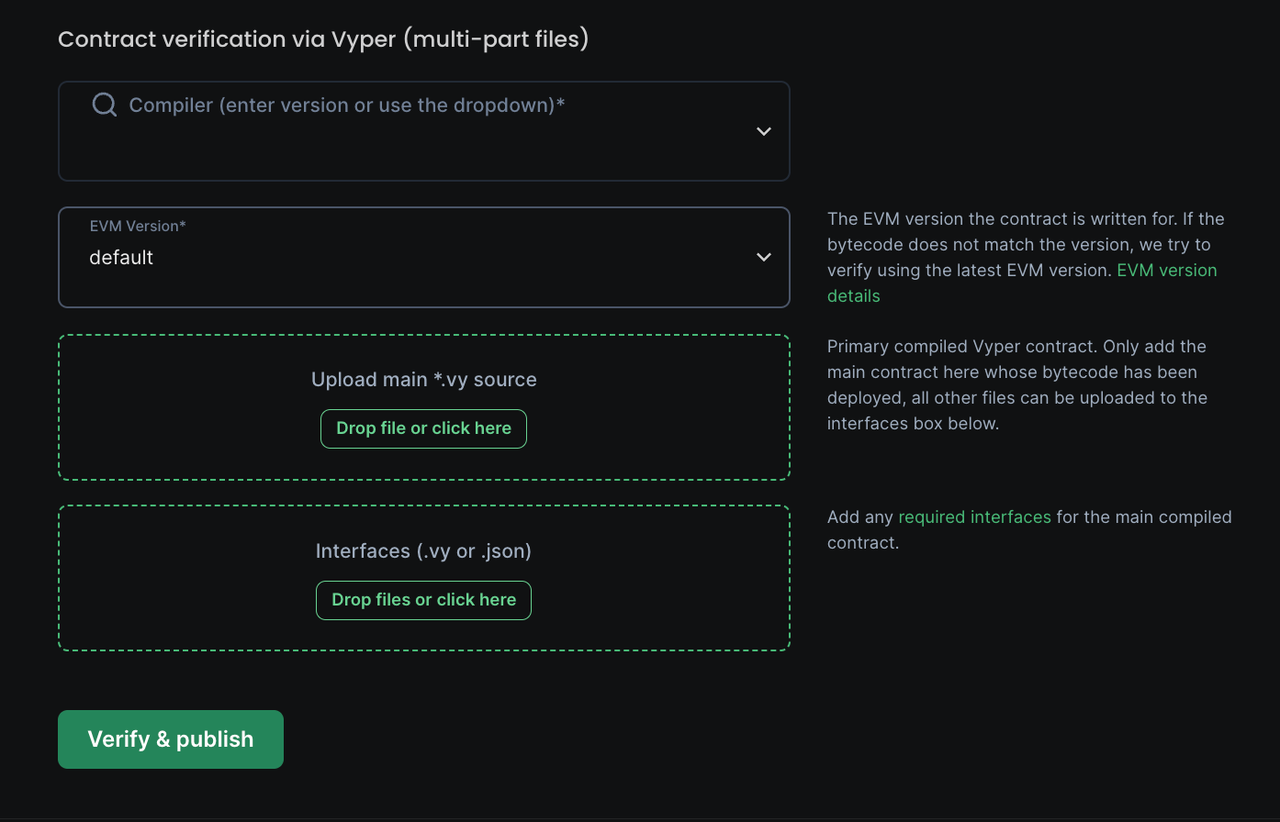 Contract verification via Vyper (multi-part files)
Compiler (enter version or use the dropdown)*
EVM Version*
default
The EVM version the contract is written for. If the
bytecode does not match the version, we try to
verify using the latest EVM version. EVM version
details
Upload main *.vy source
Drop file or click here
Primary compiled Vyper contract. Only add the
main contract here whose bytecode has been
deployed, all other files can be uploaded to the
interfaces box below.
Interfaces (.vy or .json)
Drop files or click here
Add any required interfaces for the main compiled
contract.
Verify & publish